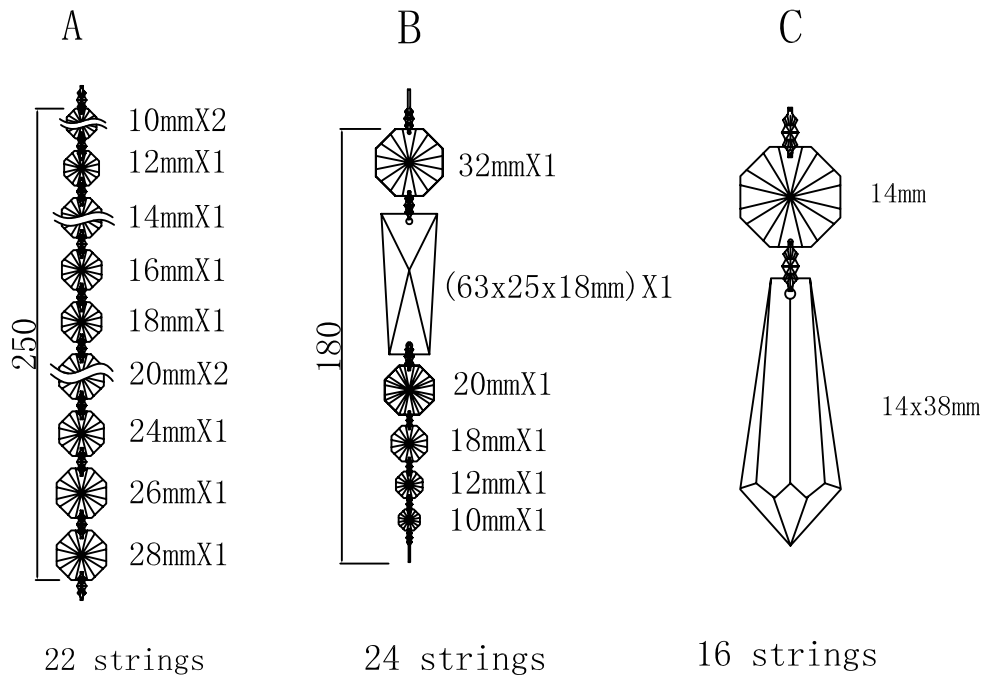 A
10mmX2
12mmX1
14mmX1
16mmX1
18mmX1
20mmX2
24mmX1
26mmX1
28mmX1
250
22 strings
B
32mmX1
(63x25x18mm)X1
20mmX1
18mmX1
12mmX1
10mmX1
180
24 strings
C
14mm
14x38mm
16 strings